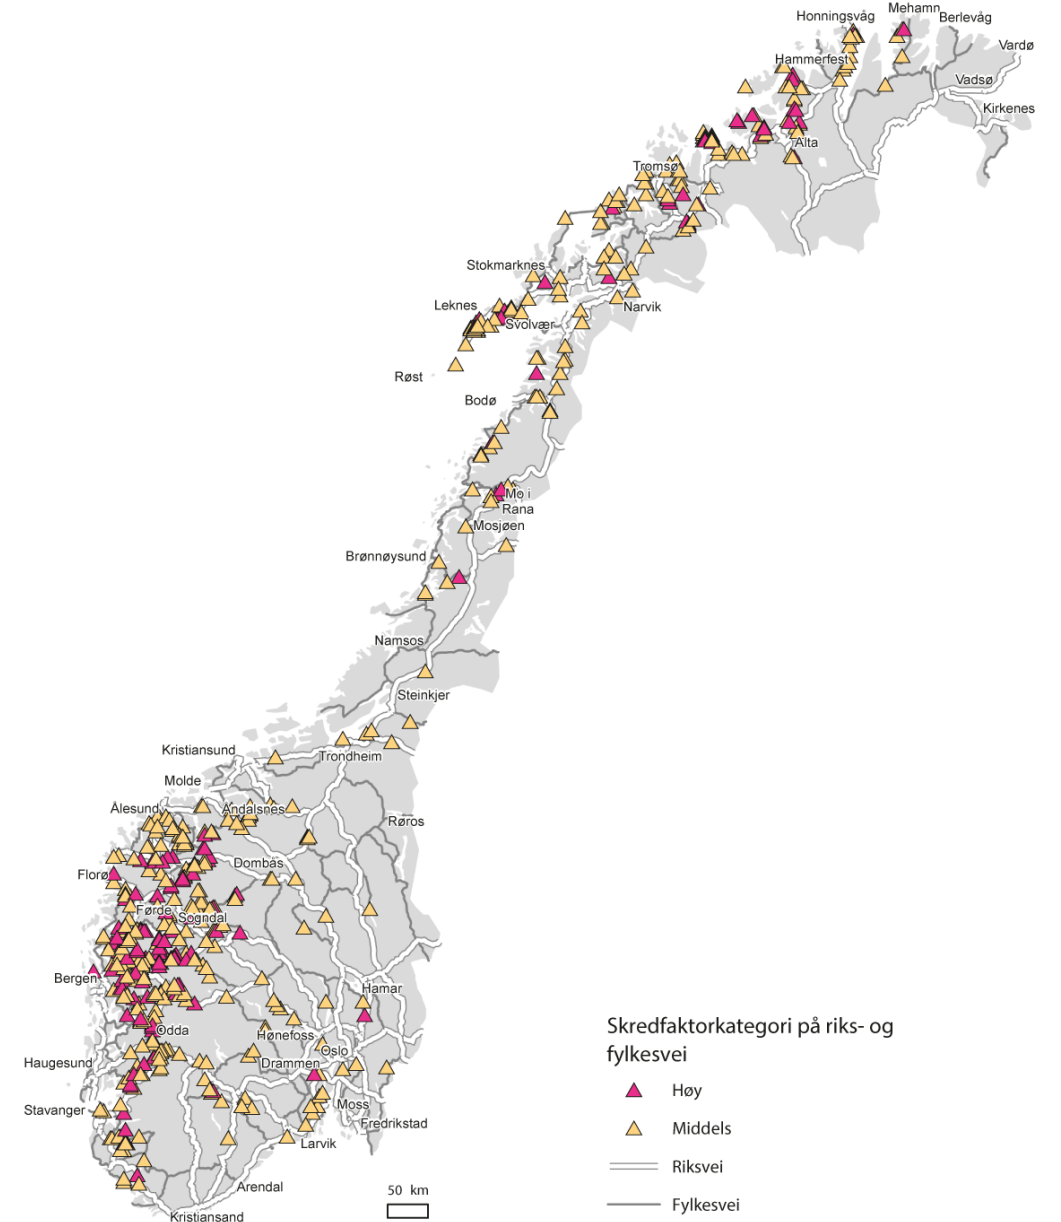 Mehamn
Honningsvåg
Berlevåg
Vardø
Hammerfest
Vadsø
Kirkenes
Alta
Tromsø
Stokmarknes
Leknes
Narvik
Svolvær
Røst
Bodø
Mo i
Rana
Mosjøen
Brønnøysund
Namsos
Steinkjer
Kristiansund
Trondheim
Molde
Ålesund
Åndalsnes
Røros
Dombås
Florø
Førde
Sogndal
Bergen
Hamar
Odda
Hønefoss
Oslo
Haugesund
Drammen
Stavanger
Moss
Fredrikstad
Larvik
Arendal
Kristiansand
50 km
Skredfaktorkategori på riks- og
fylkesvei
Høy
Middels
Riksvei
Fylkesvei